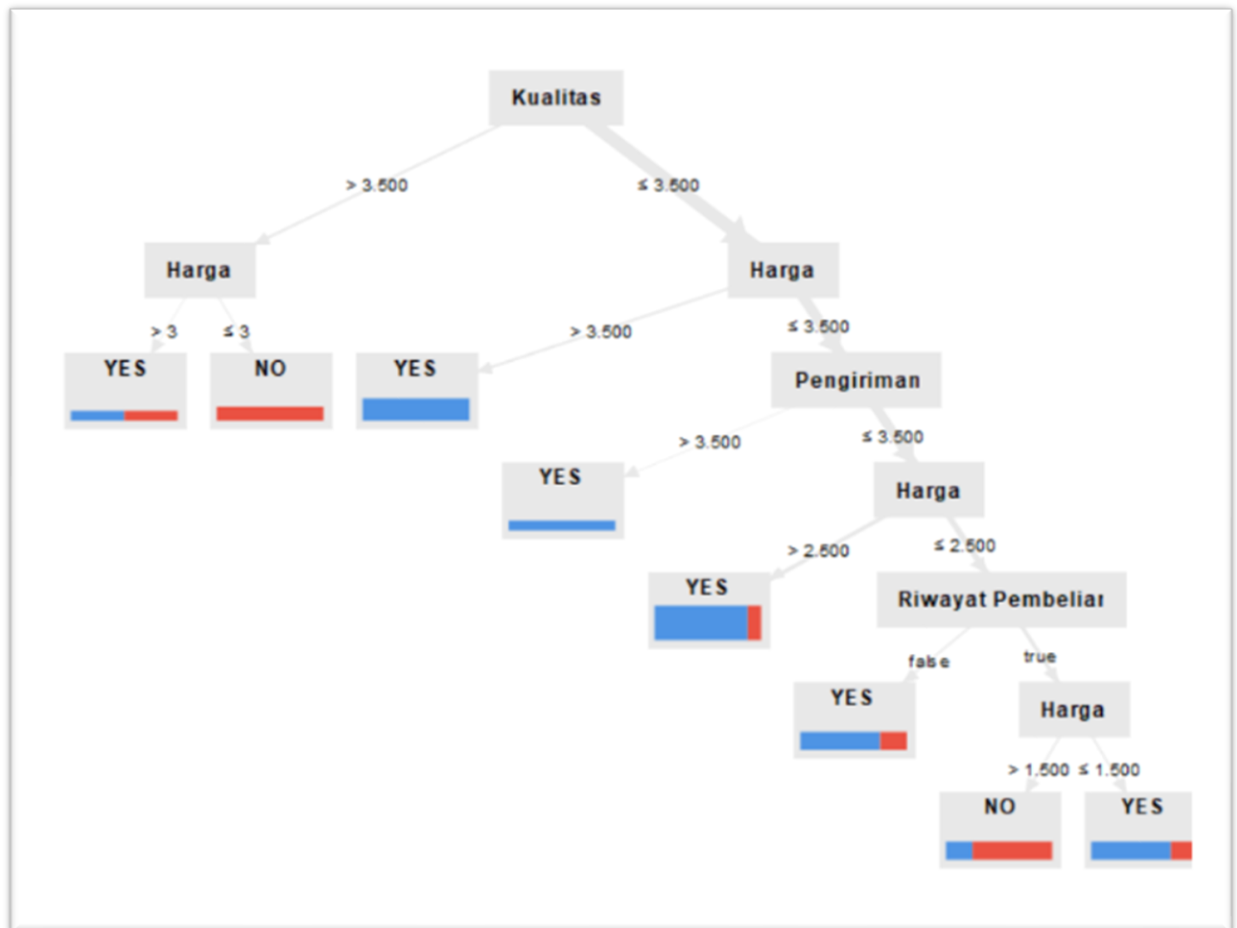 Kualitas
> 3.500
≤ 3.500
Harga
Harga
> 3
≤ 3
> 3.500
≤ 3.500
YES
NO
YES
Pengiriman
> 3.500
≤ 3.500
YES
Harga
> 2.500
≤ 2.500
YES
Riwayat Pembelian
false
true
YES
Harga
> 1.500
≤ 1.500
NO
YES